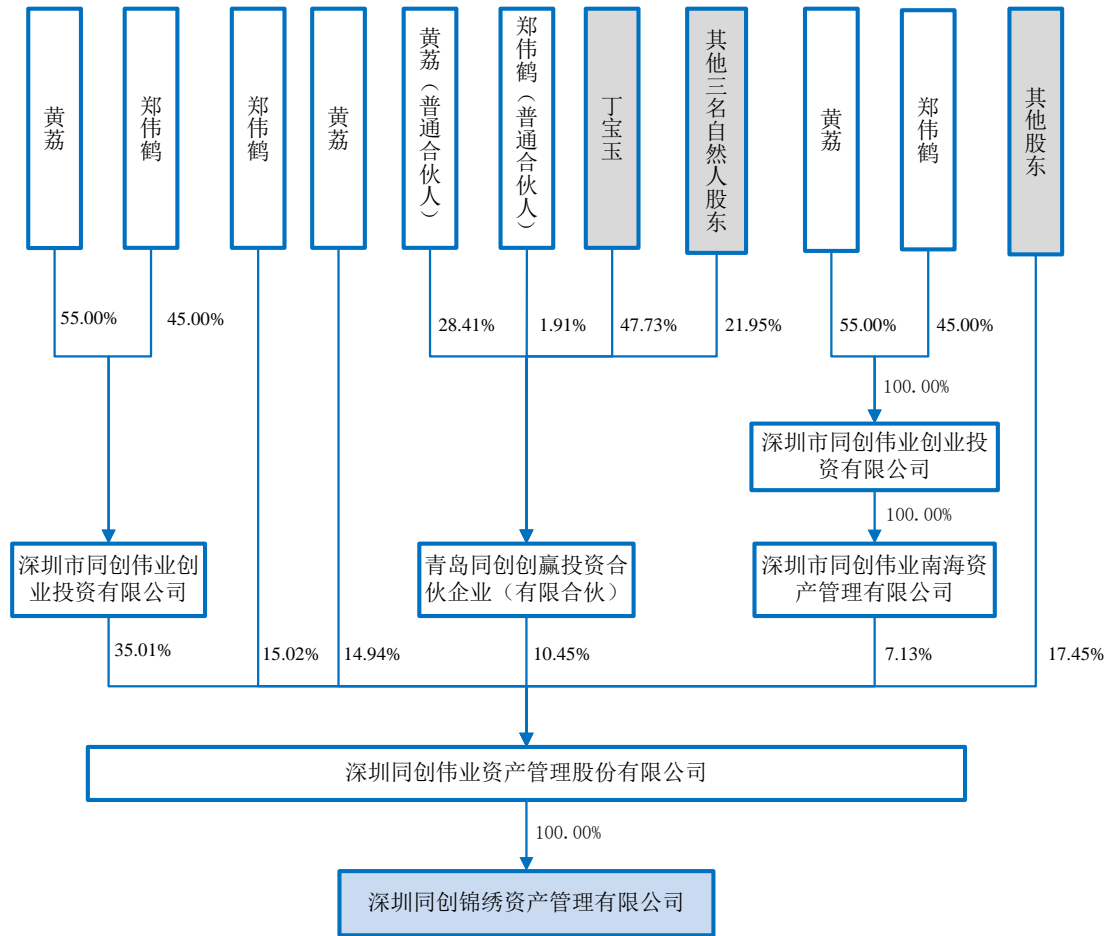 黄荔
郑伟鹤
郑伟鹤
黄荔
黄荔（普通合伙人）
郑伟鹤（普通合伙人）
丁宝玉
其他三名自然人股东
黄荔
郑伟鹤
其他股东
55.00%
45.00%
28.41%
1.91%
47.73%
21.95%
55.00%
45.00%
100.00%
深圳市同创伟业创业投
资有限公司
100.00%
深圳市同创伟业创
业投资有限公司
青岛同创创赢投资合
伙企业（有限合伙）
深圳市同创伟业南海资
产管理有限公司
35.01%
15.02%
14.94%
10.45%
7.13%
17.45%
深圳同创伟业资产管理股份有限公司
100.00%
深圳同创锦绣资产管理有限公司